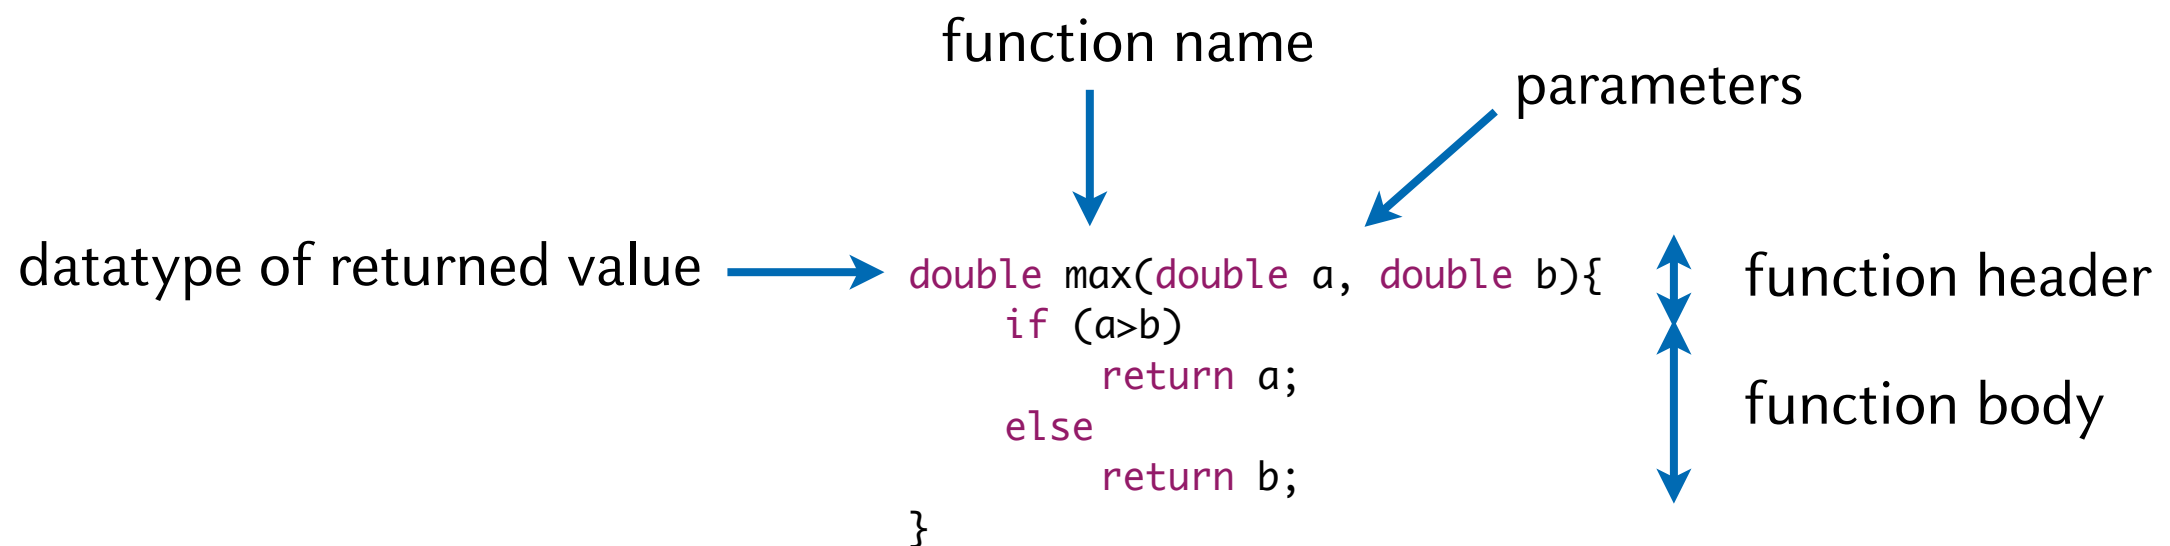 function name
parameters
datatype of returned value
double max(double a, double b){
if (a>b)
return a;
else
return b;
}
function header
function body